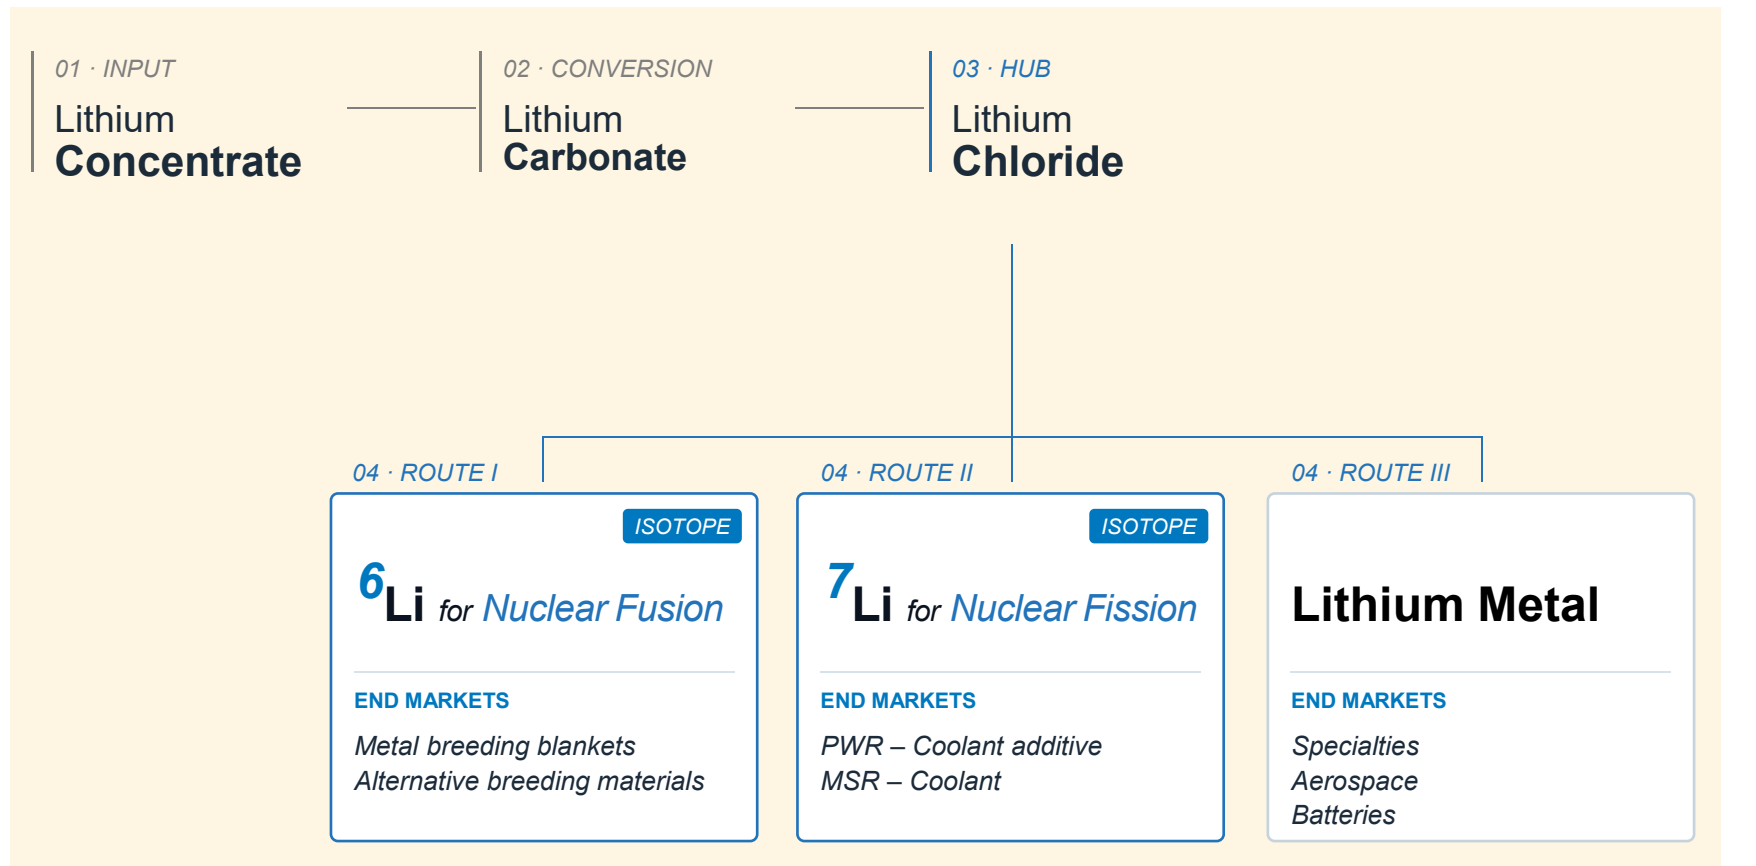 01 · INPUT
Lithium
Concentrate
02 · CONVERSION
Lithium
Carbonate
03 · HUB
Lithium
Chloride
04 · ROUTE I
ISOTOPE
6Li for Nuclear Fusion
END MARKETS
Metal breeding blankets
Alternative breeding materials
04 · ROUTE II
ISOTOPE
7Li for Nuclear Fission
END MARKETS
PWR – Coolant additive
MSR – Coolant
04 · ROUTE III
Lithium Metal
END MARKETS
Specialties
Aerospace
Batteries